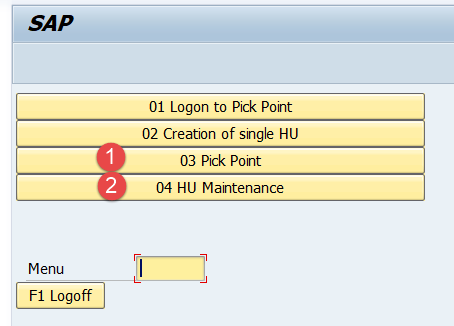 SAP
01 Logon to Pick Point
02 Creation of single HU
1 03 Pick Point
2 04 HU Maintenance
Menu
F1 Logoff